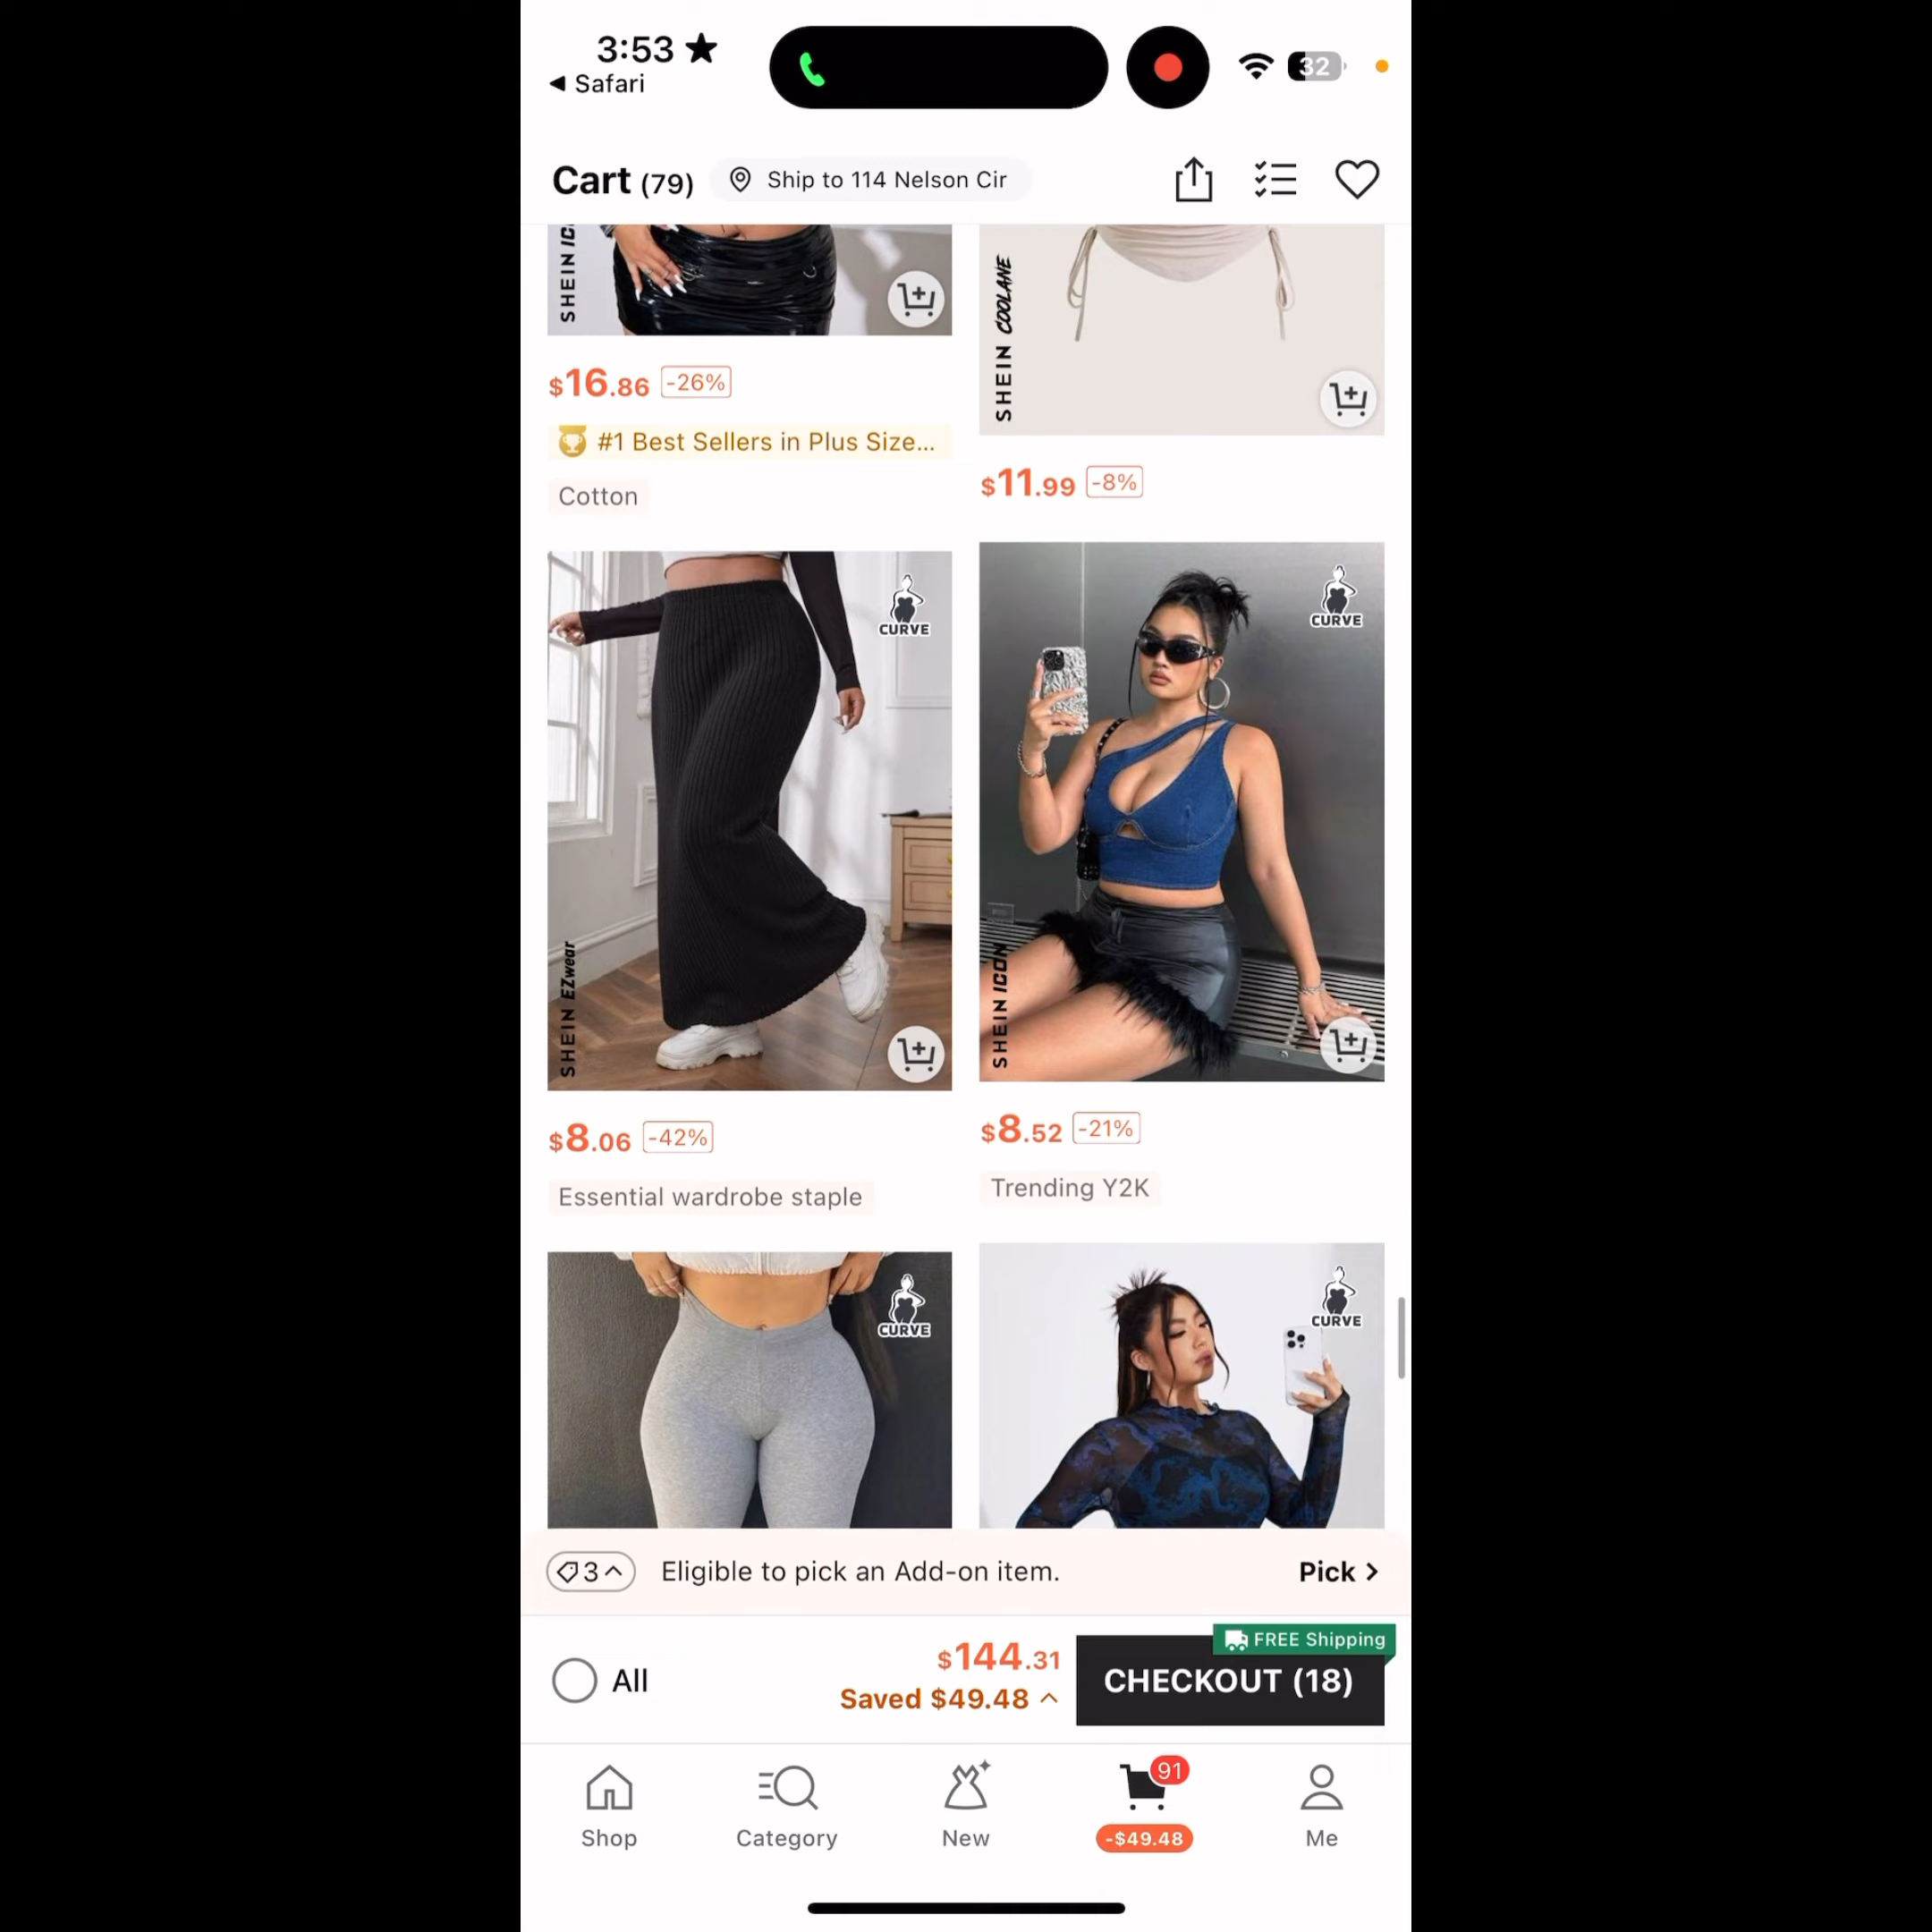 3:53
Safari
32
Cart (79)
Ship to 114 Nelson Cir
SHEIN
$16.86 -26%
#1 Best Sellers in Plus Size...
Cotton
SHEIN COOLANE
$11.99 -8%
CURVE
SHEIN EZwear
$8.06 -42%
Essential wardrobe staple
CURVE
SHEIN ICON
$8.52 -21%
Trending Y2K
CURVE
CURVE
3 Eligible to pick an Add-on item. Pick >
All
$144.31
Saved $49.48
FREE Shipping
CHECKOUT (18)
Shop
Category
New
91
-$49.48
Me